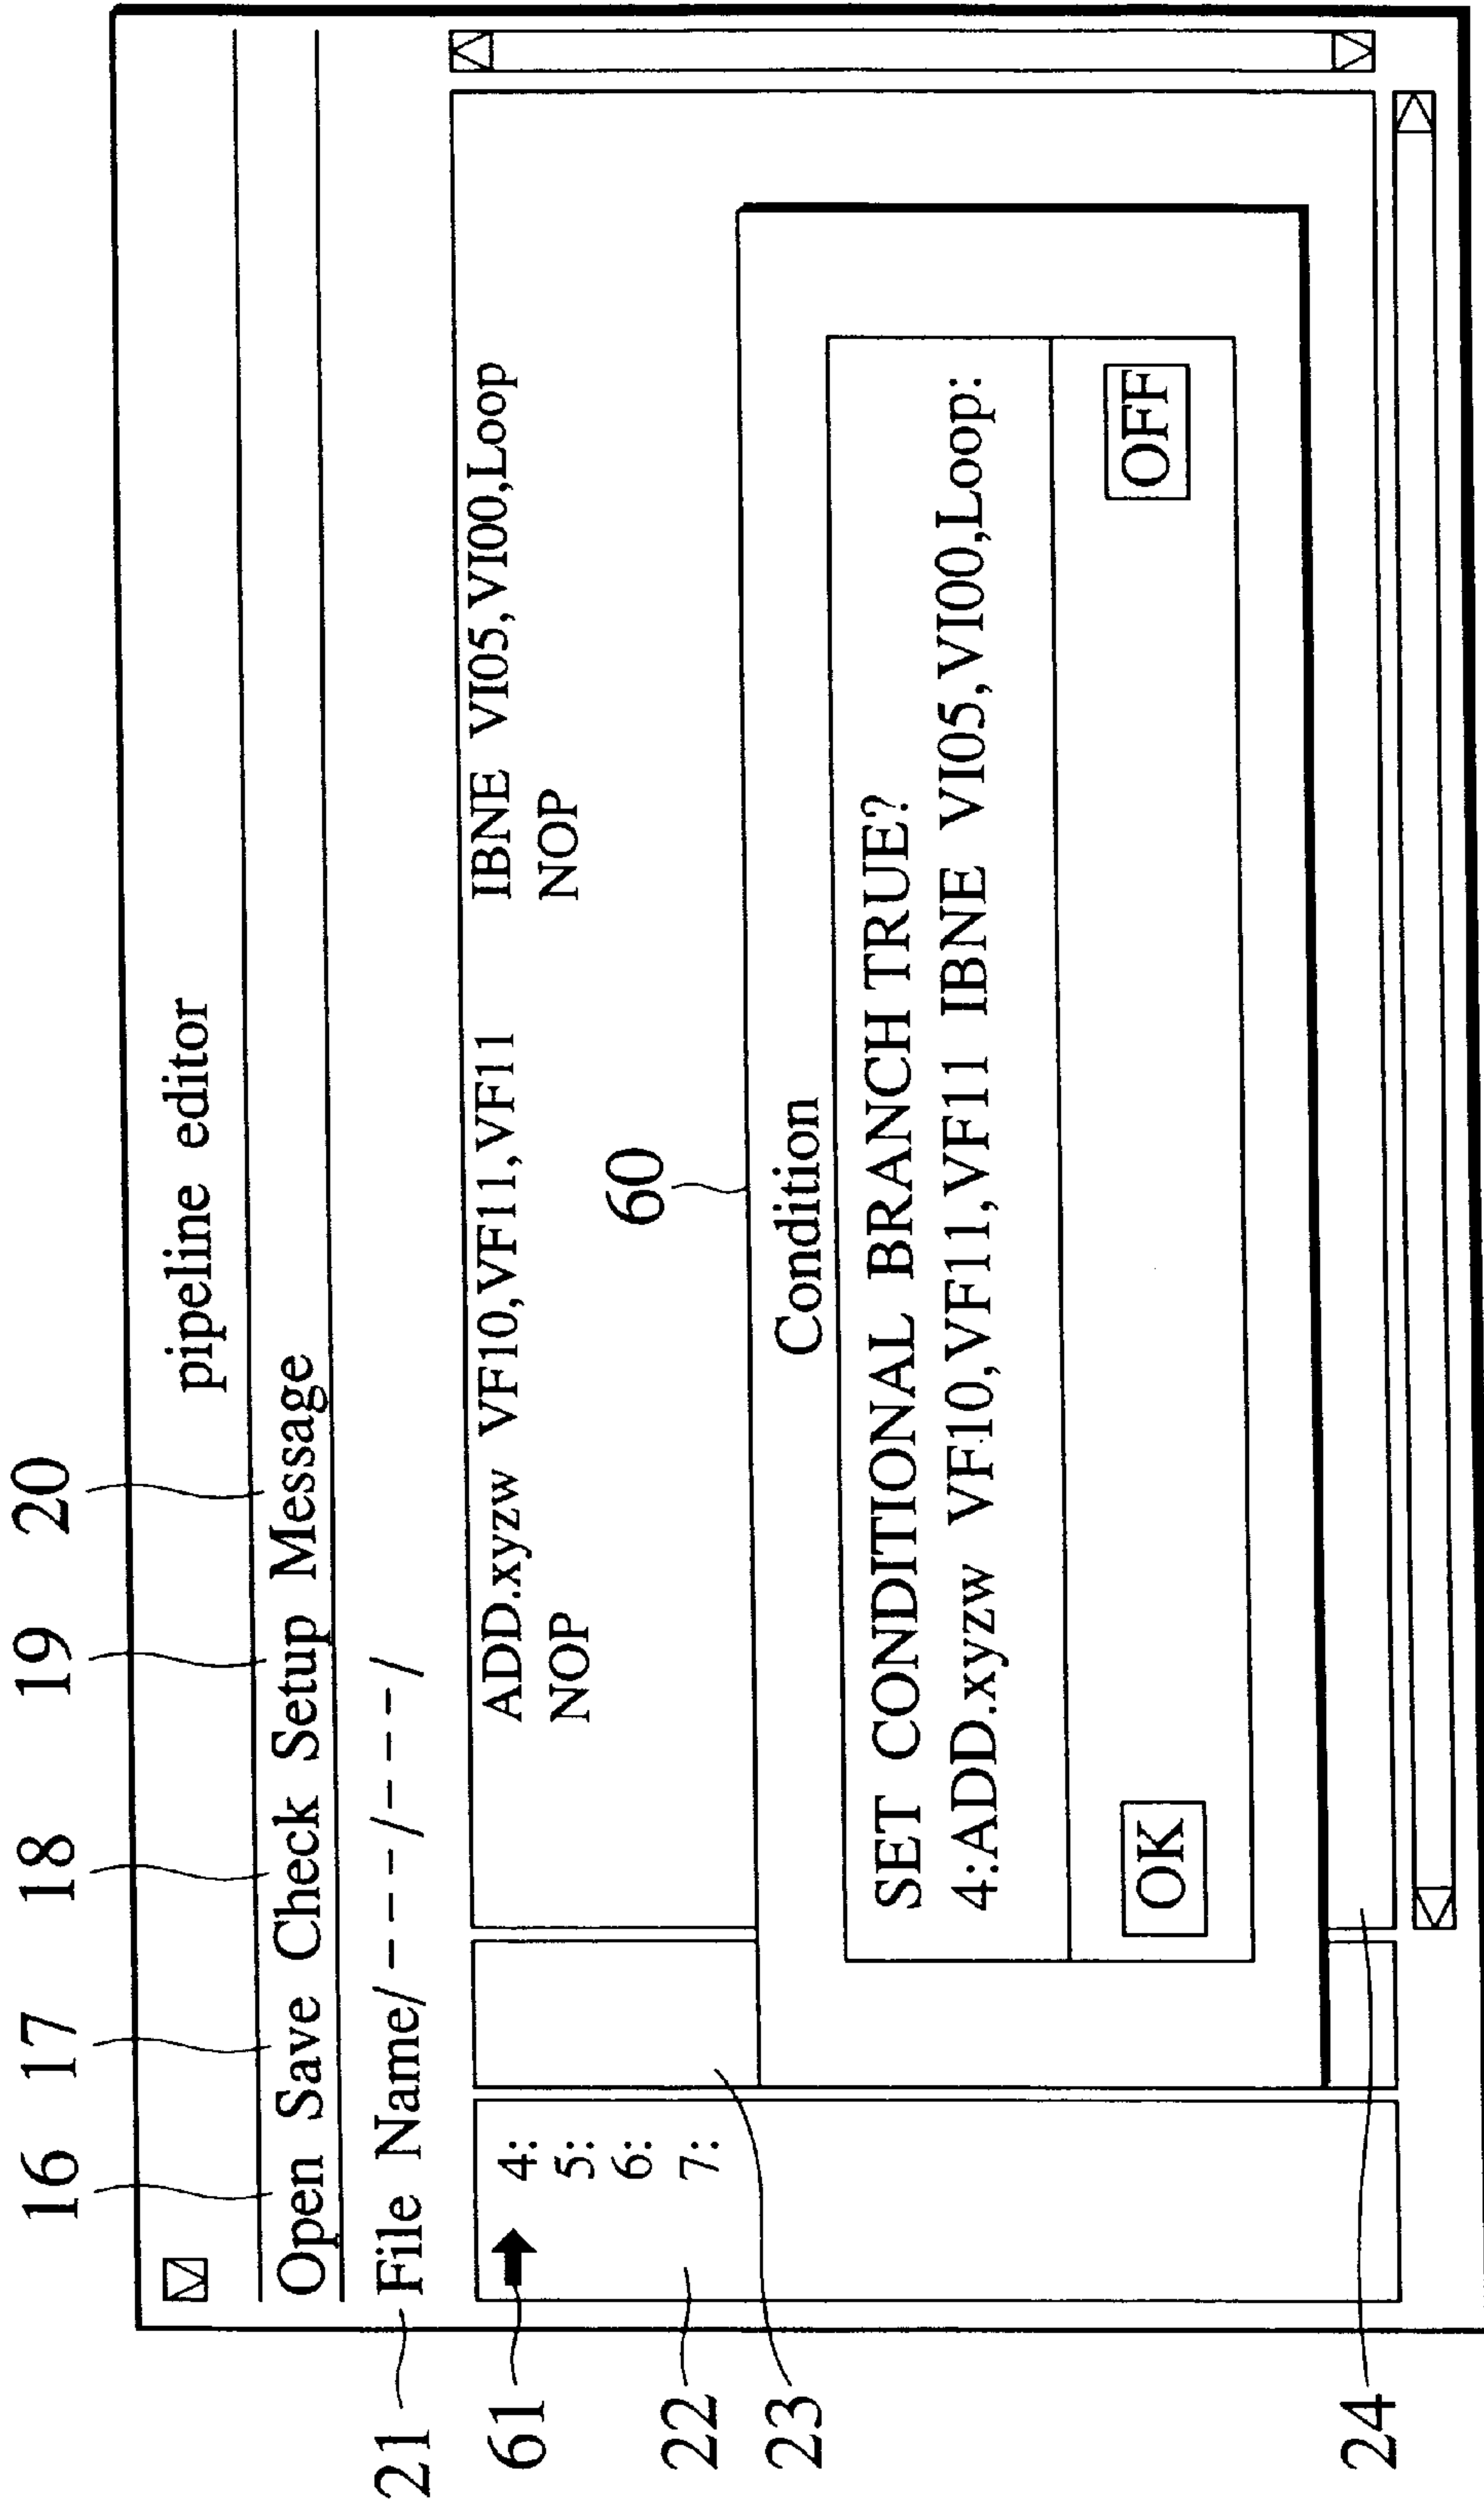 16 17 18 19 20
pipeline editor
Open Save Check Setup Message
21 File Name/----/----/
61 4: ADD.xyzw VF10,VF11,VF11 IBNE VI05,VI00,Loop
5: NOP NOP
6:
7:
22
60
23
Condition
SET CONDITIONAL BRANCH TRUE?
4:ADD.xyzw VF10,VF11,VF11 IBNE VI05,VI00,Loop:
OK OFF
24